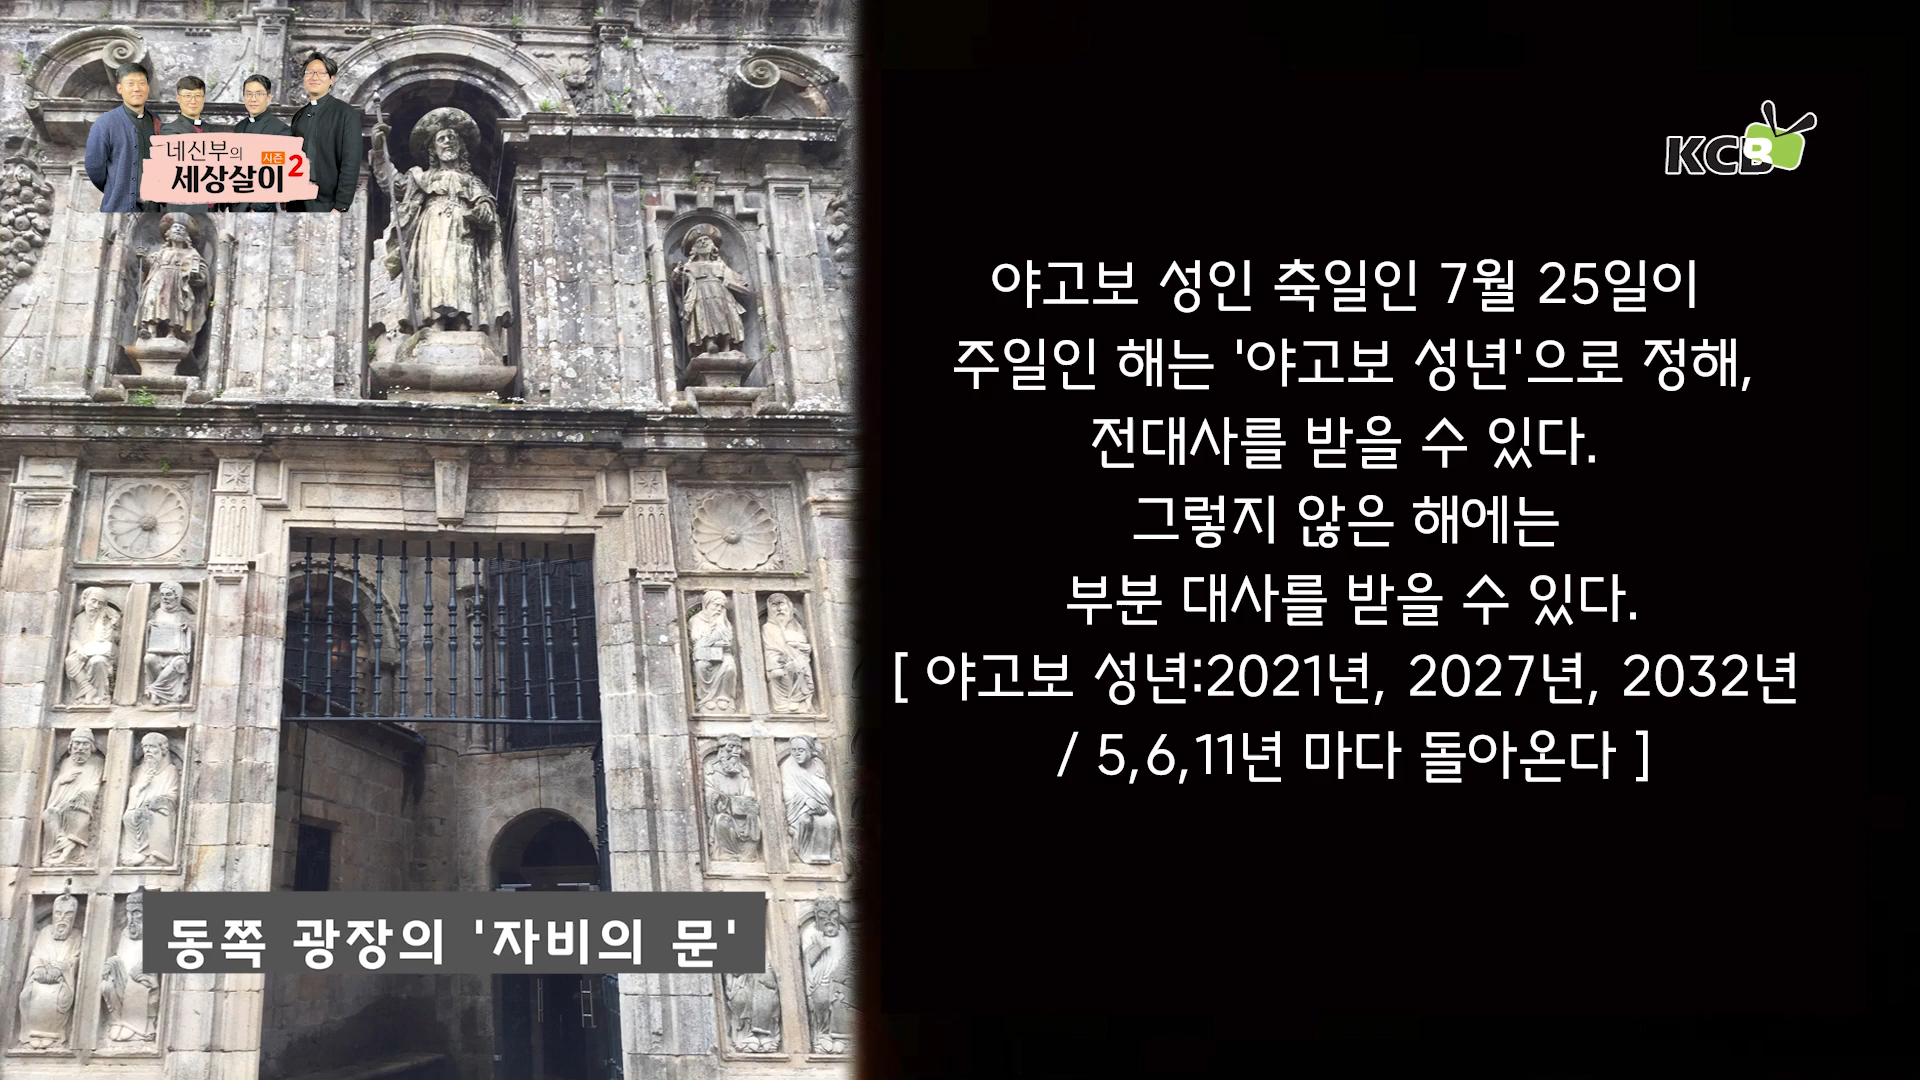 네신부의
시즌
세상살이 2
KCB
야고보 성인 축일인 7월 25일이
주일인 해는 '야고보 성년'으로 정해,
전대사를 받을 수 있다.
그렇지 않은 해에는
부분 대사를 받을 수 있다.
[ 야고보 성년:2021년, 2027년, 2032년
/ 5,6,11년 마다 돌아온다 ]
동쪽 광장의 '자비의 문'